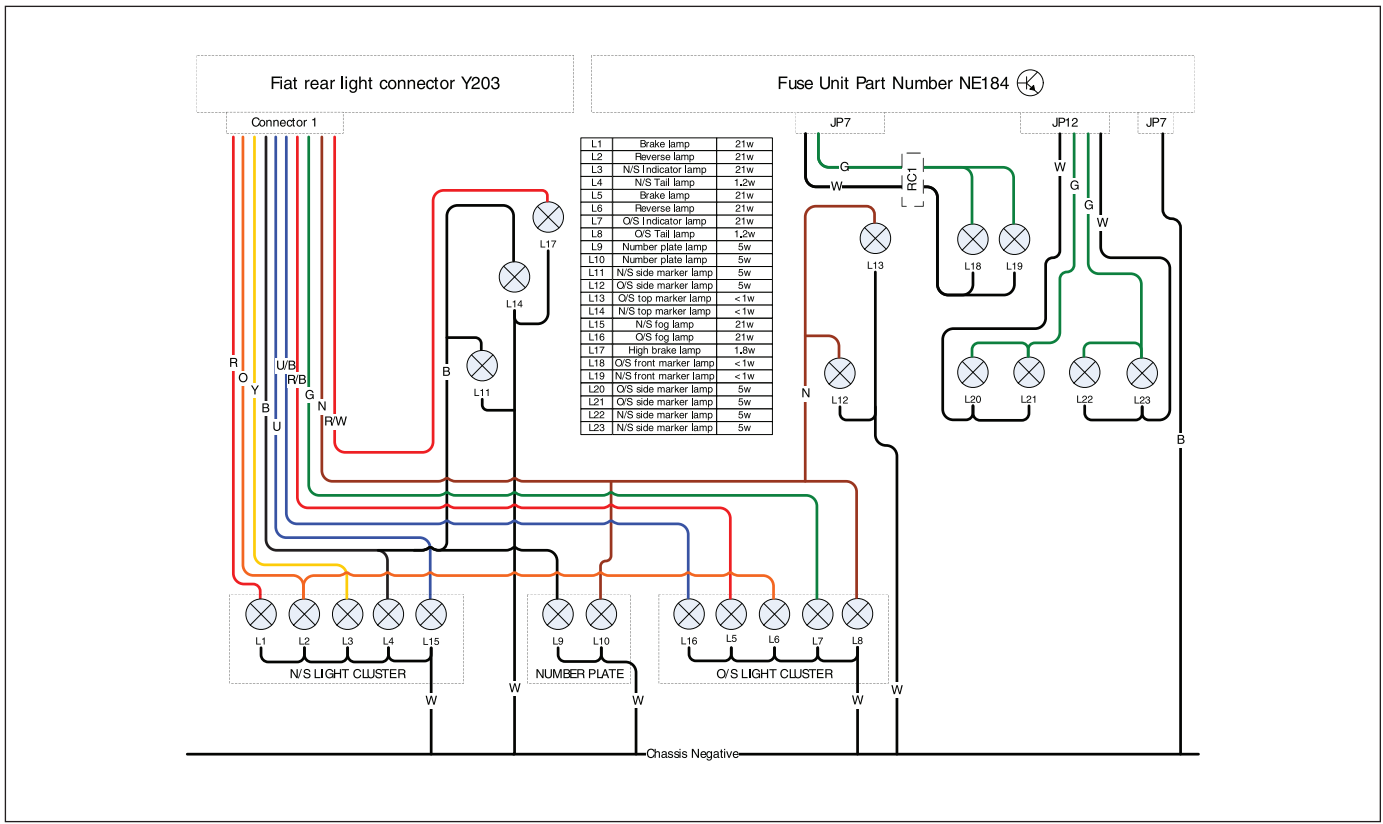 Fiat rear light connector Y203
Fuse Unit Part Number NE184
Connector 1
JP7
JP12
JP7
L1 Brake lamp 21w
L2 Reverse lamp 21w
L3 N/S Indicator lamp 21w
L4 N/S Tail lamp 1.2w
L5 Brake lamp 21w
L6 Reverse lamp 21w
L7 O/S Indicator lamp 21w
L8 O/S Tail lamp 1.2w
L9 Number plate lamp 5w
L10 Number plate lamp 5w
L11 N/S side marker lamp 5w
L12 O/S side marker lamp 5w
L13 O/S top marker lamp <1w
L14 N/S top marker lamp <1w
L15 N/S fog lamp 21w
L16 O/S fog lamp 21w
L17 High brake lamp 1.8w
L18 O/S front marker lamp <1w
L19 N/S front marker lamp <1w
L20 O/S side marker lamp 5w
L21 O/S side marker lamp 5w
L22 N/S side marker lamp 5w
L23 N/S side marker lamp 5w
G
W
RC1
W
G
G
W
L17
L13
L18
L19
L14
R
O
Y
B
U
U/B
R/B
G
N
R/W
B
L11
N
L12
L20
L21
L22
L23
B
L1
L2
L3
L4
L15
L9
L10
L16
L5
L6
L7
L8
N/S LIGHT CLUSTER
NUMBER PLATE
O/S LIGHT CLUSTER
W
W
W
W
W
Chassis Negative